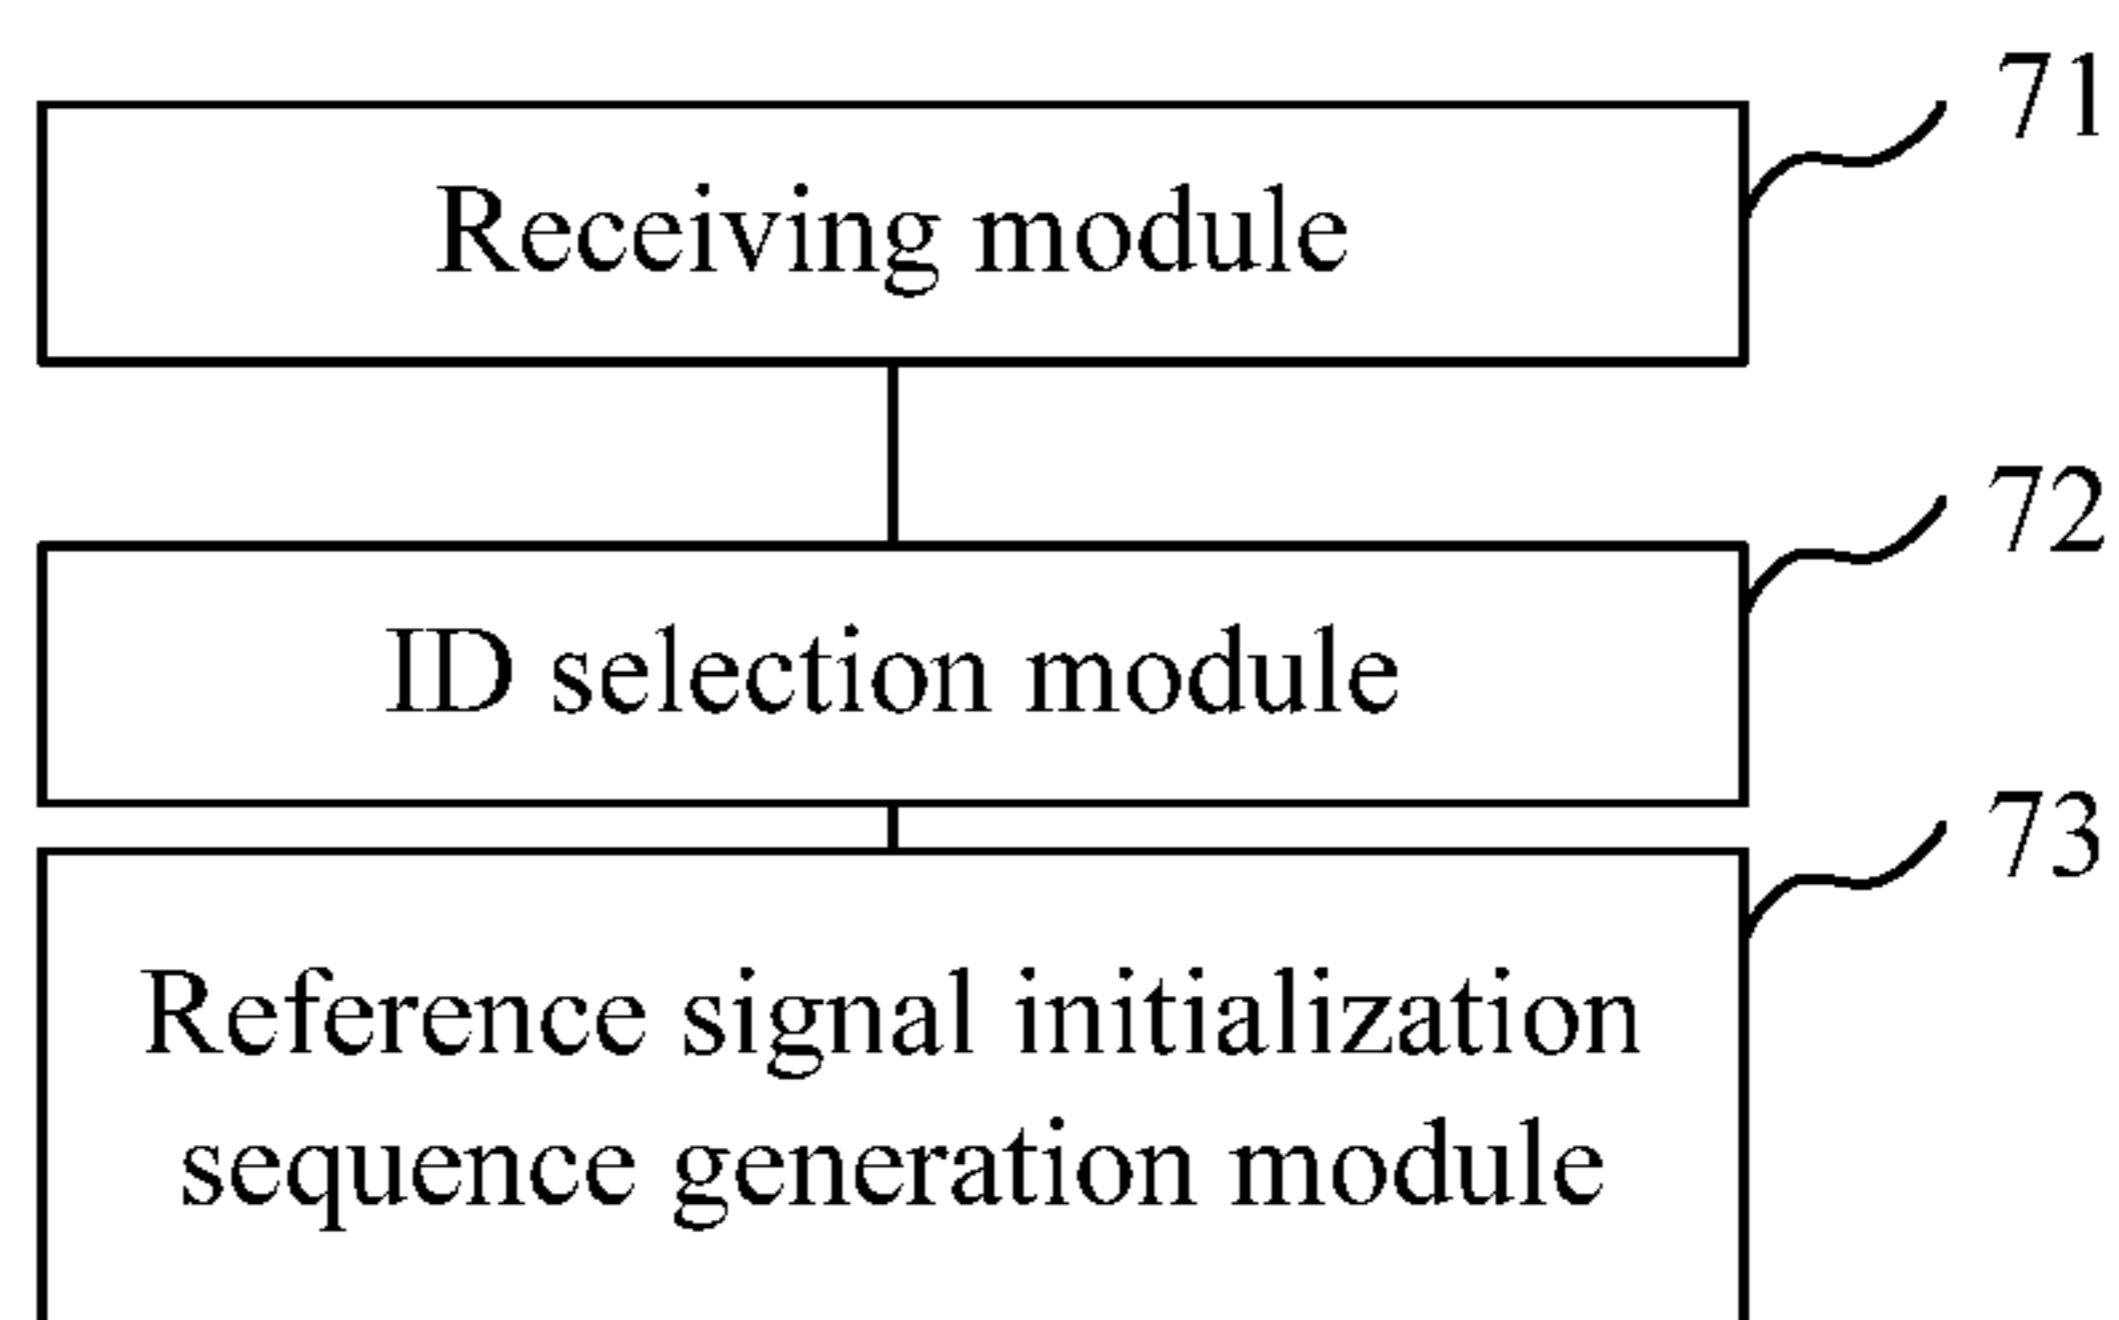 71
Receiving module
72
ID selection module
73
Reference signal initialization
sequence generation module